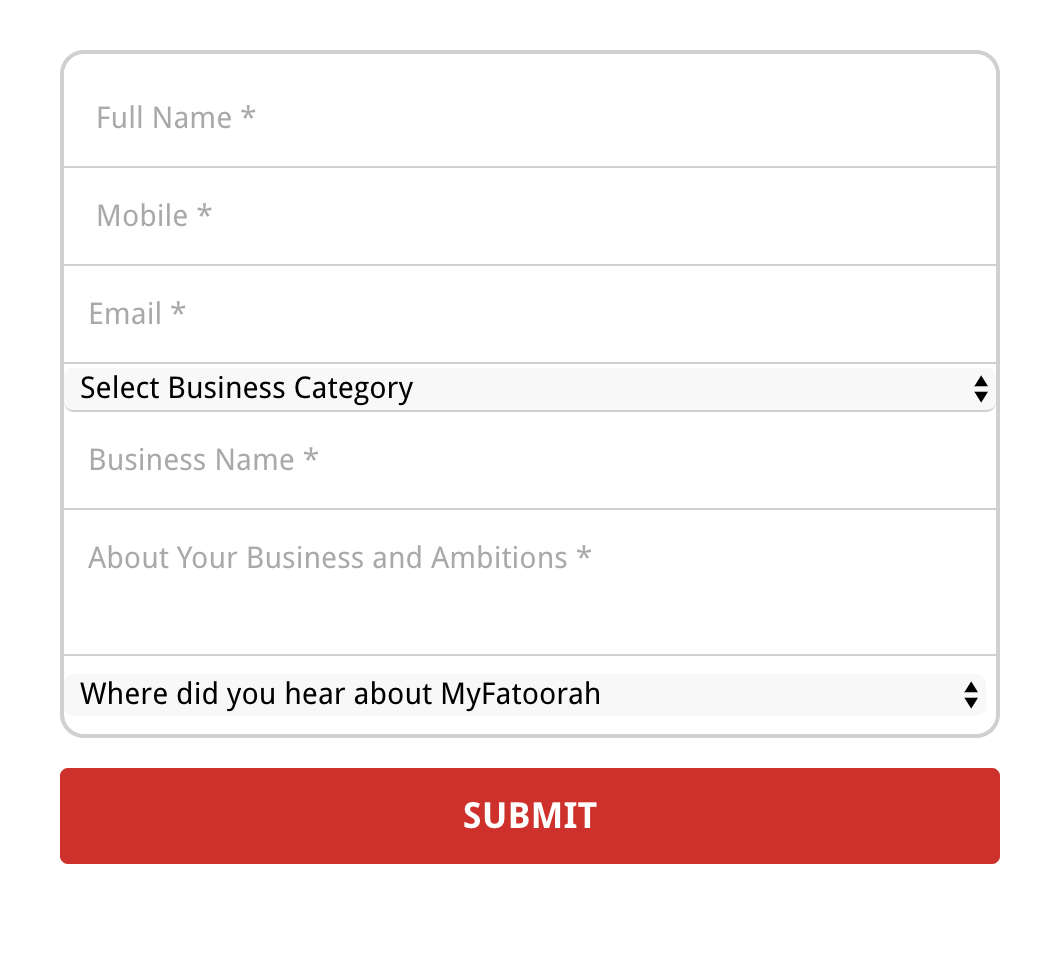 Full Name *
Mobile *
Email *
Select Business Category
Business Name *
About Your Business and Ambitions *
Where did you hear about MyFatoorah
SUBMIT